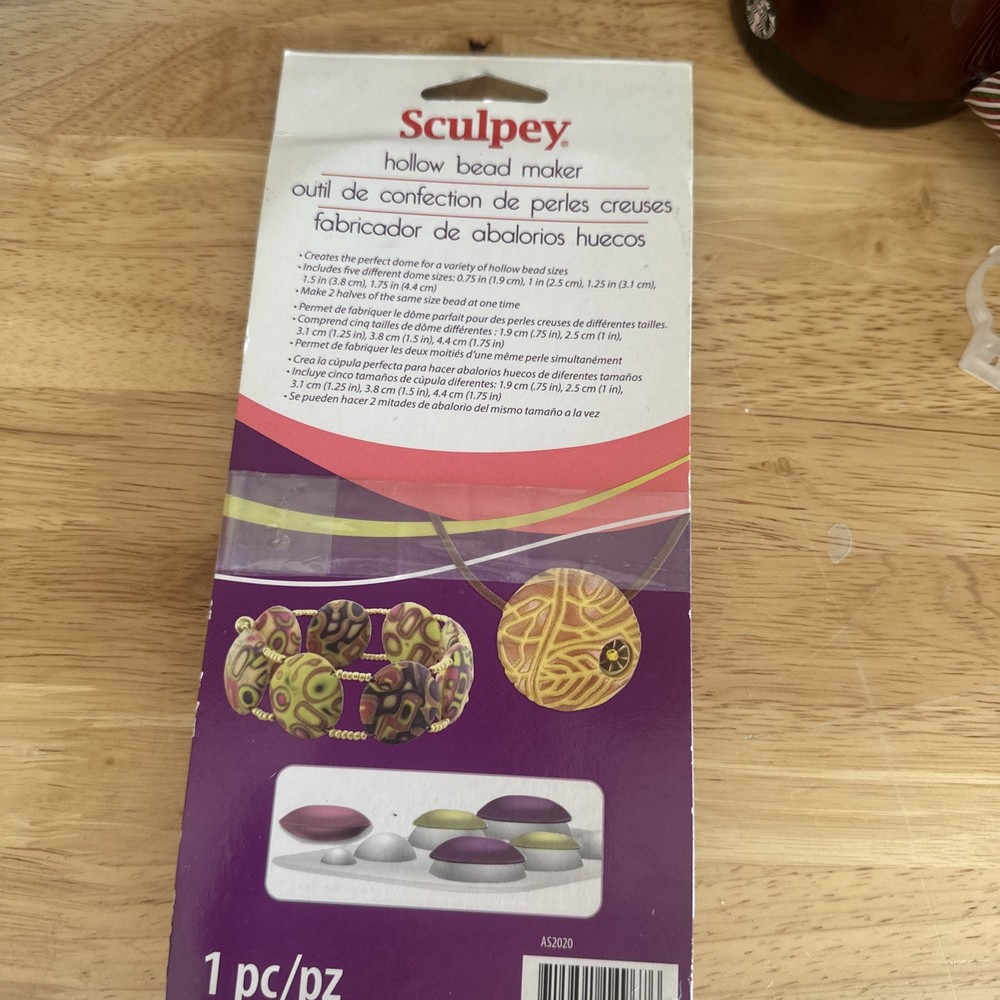 Sculpey®
hollow bead maker
outil de confection de perles creuses
fabricador de abalorios huecos
• Creates the perfect dome for a variety of hollow bead sizes
• Includes five different dome sizes: 0.75 in (1.9 cm), 1 in (2.5 cm), 1.25 in (3.1 cm),
1.5 in (3.8 cm), 1.75 in (4.4 cm)
• Make 2 halves of the same size bead at one time
• Permet de fabriquer le dôme parfait pour des perles creuses de différentes tailles.
• Comprend cinq tailles de dôme différentes : 1.9 cm (.75 in), 2.5 cm (1 in),
3.1 cm (1.25 in), 3.8 cm (1.5 in), 4.4 cm (1.75 in)
• Permet de fabriquer les deux moitiés d'une même perle simultanément
• Crea la cúpula perfecta para hacer abalorios huecos de diferentes tamaños
• Incluye cinco tamaños de cúpula diferentes: 1.9 cm (.75 in), 2.5 cm (1 in),
3.1 cm (1.25 in), 3.8 cm (1.5 in), 4.4 cm (1.75 in)
• Se pueden hacer 2 mitades de abalorio del mismo tamaño a la vez
AS2020
1 pc/pz